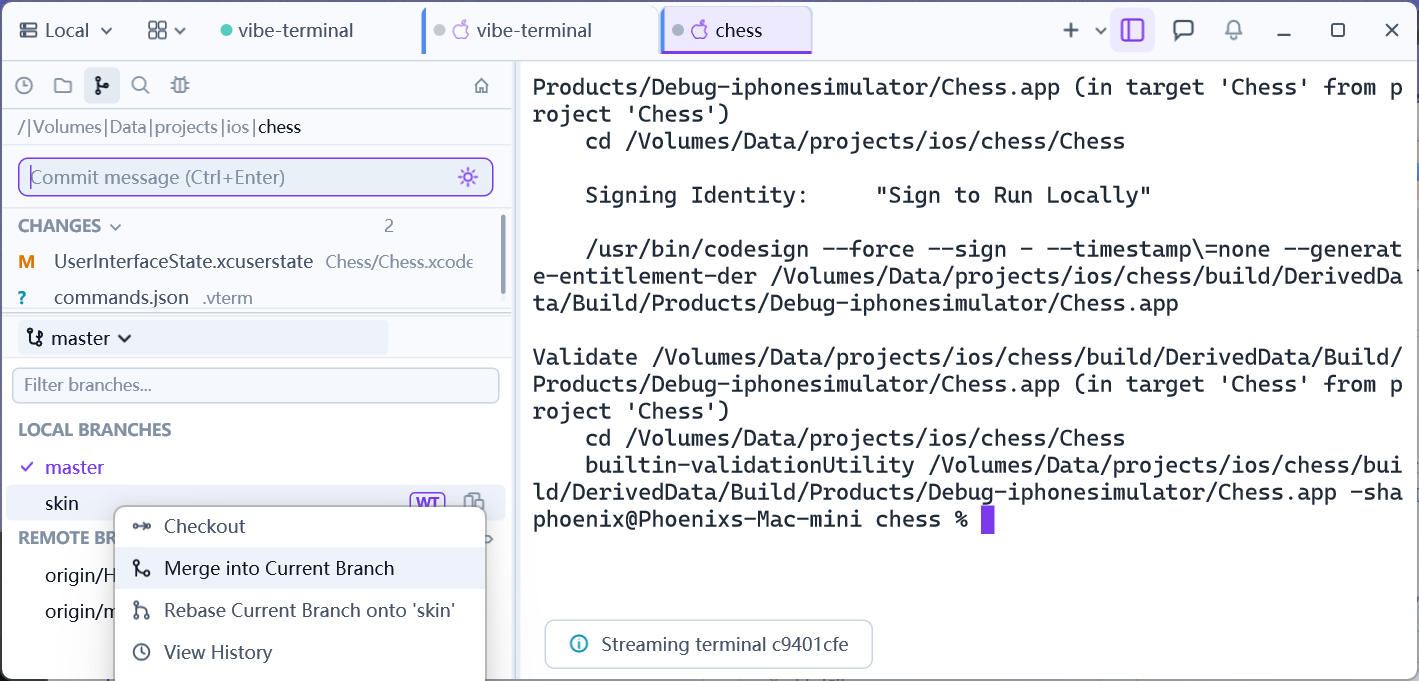 Local
vibe-terminal
vibe-terminal
chess
/|Volumes|Data|projects|ios|chess
Commit message (Ctrl+Enter)
CHANGES 2
M UserInterfaceState.xcuserstate Chess/Chess.xcode
? commands.json .vterm
master
Filter branches...
LOCAL BRANCHES
master
skin WT
REMOTE BR
origin/H
origin/m
Checkout
Merge into Current Branch
Rebase Current Branch onto 'skin'
View History
Products/Debug-iphonesimulator/Chess.app (in target 'Chess' from p
roject 'Chess')
cd /Volumes/Data/projects/ios/chess/Chess
Signing Identity: "Sign to Run Locally"
/usr/bin/codesign --force --sign - --timestamp\=none --generat
e-entitlement-der /Volumes/Data/projects/ios/chess/build/DerivedDa
ta/Build/Products/Debug-iphonesimulator/Chess.app
Validate /Volumes/Data/projects/ios/chess/build/DerivedData/Build/
Products/Debug-iphonesimulator/Chess.app (in target 'Chess' from p
roject 'Chess')
cd /Volumes/Data/projects/ios/chess/Chess
builtin-validationUtility /Volumes/Data/projects/ios/chess/bui
ld/DerivedData/Build/Products/Debug-iphonesimulator/Chess.app -sha
phoenix@Phoenixs-Mac-mini chess %
Streaming terminal c9401cfe